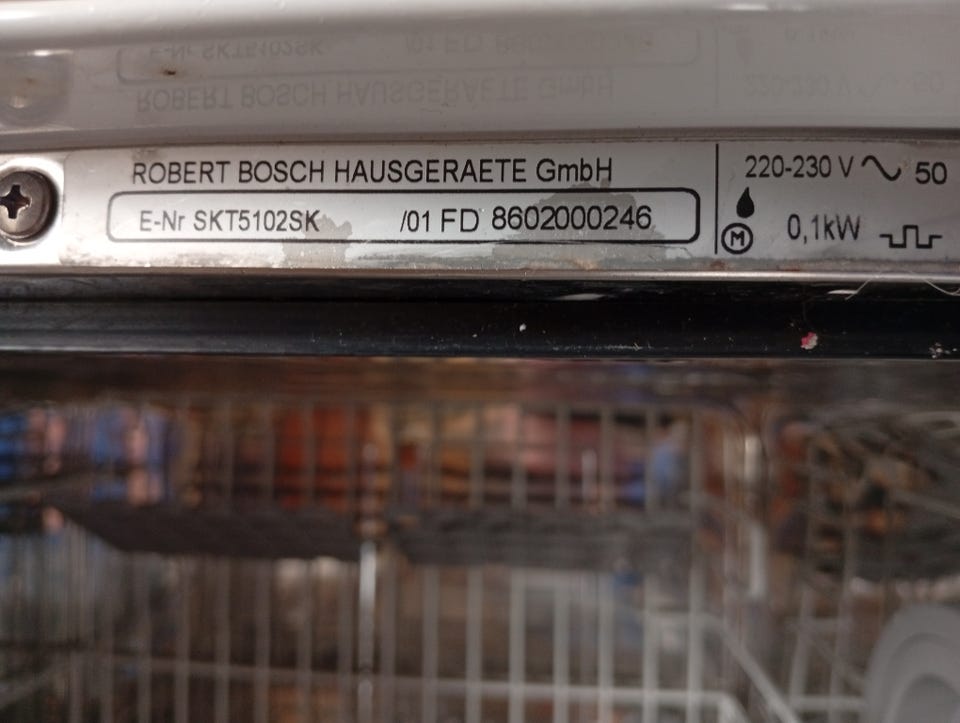 ROBERT BOSCH HAUSGERAETE GmbH
E-Nr SKT5102SK /01 FD 8602000246
220-230 V 50
M 0,1kW